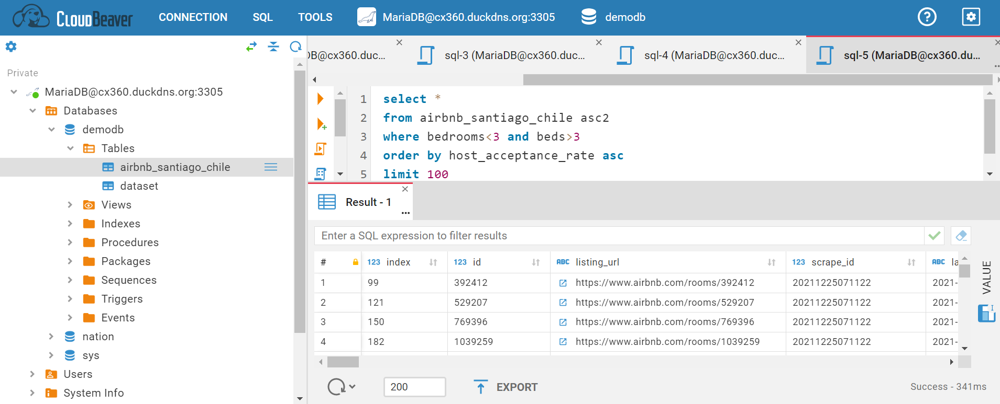 CloudBeaver CONNECTION SQL TOOLS MariaDB@cx360.duckdns.org:3305 demodb
Private
MariaDB@cx360.duckdns.org:3305
Databases
demodb
Tables
airbnb_santiago_chile
dataset
Views
Indexes
Procedures
Packages
Sequences
Triggers
Events
nation
sys
Users
System Info
DB@cx360.duc... sql-3 (MariaDB@cx360.duc... sql-4 (MariaDB@cx360.duc... sql-5 (MariaDB@cx360.du...
1 select *
2 from airbnb_santiago_chile asc2
3 where bedrooms<3 and beds>3
4 order by host_acceptance_rate asc
5 limit 100
Result - 1
Enter a SQL expression to filter results
# 123 index 123 id ABC listing_url 123 scrape_id ABC la
1 99 392412 https://www.airbnb.com/rooms/392412 20211225071122 2021-
2 121 529207 https://www.airbnb.com/rooms/529207 20211225071122 2021-
3 150 769396 https://www.airbnb.com/rooms/769396 20211225071122 2021-
4 182 1039259 https://www.airbnb.com/rooms/1039259 20211225071122 2021-
VALUE
200 EXPORT Success - 341ms